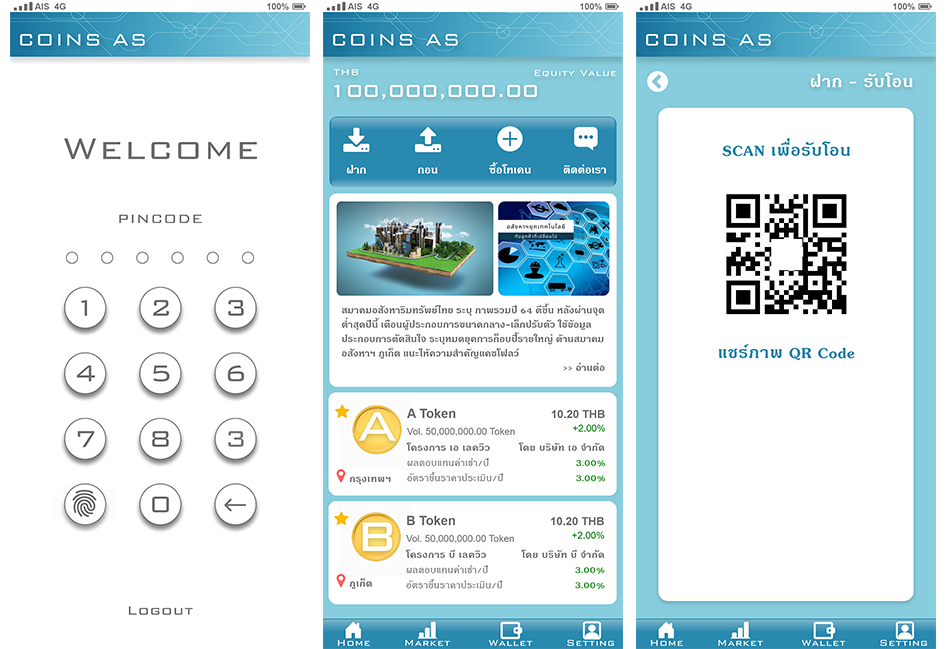 AIS 4G
100%
COINS AS
WELCOME
PINCODE
1 2 3
4 5 6
7 8 3
0
LOGOUT
AIS 4G
100%
COINS AS
THB
EQUITY VALUE
100,000,000.00
ฝาก ถอน ซื้อโทเคน ติดต่อเรา
อสังหาฯยุคเทคโนโลยี
กับลูกค้าที่เปลี่ยนไป
สมาคมอสังหาริมทรัพย์ไทย ระบุ ภาพรวมปี 64 ดีขึ้น หลังผ่านจุด
ต่ำสุดปีนี้ เตือนผู้ประกอบการขนาดกลาง-เล็กปรับตัว ใช้ข้อมูล
ประกอบการตัดสินใจ ระบุหมดยุคการก๊อบปี้รายใหญ่ ด้านสมาคม
อสังหาฯ ภูเก็ต แนะให้ความสำคัญแคชโฟลว์
>> อ่านต่อ
A
A Token 10.20 THB
Vol. 50,000,000.00 Token +2.00%
โครงการ เอ เลควิว โดย บริษัท เอ จำกัด
ผลตอบแทนค่าเช่า/ปี 3.00%
กรุงเทพฯ อัตราขึ้นราคาประเมิน/ปี 3.00%
B
B Token 10.20 THB
Vol. 50,000,000.00 Token +2.00%
โครงการ บี เลควิว โดย บริษัท บี จำกัด
ผลตอบแทนค่าเช่า/ปี 3.00%
ภูเก็ต อัตราขึ้นราคาประเมิน/ปี 3.00%
HOME MARKET WALLET SETTING
AIS 4G
100%
COINS AS
ฝาก - รับโอน
SCAN เพื่อรับโอน
แชร์ภาพ QR Code
HOME MARKET WALLET SETTING